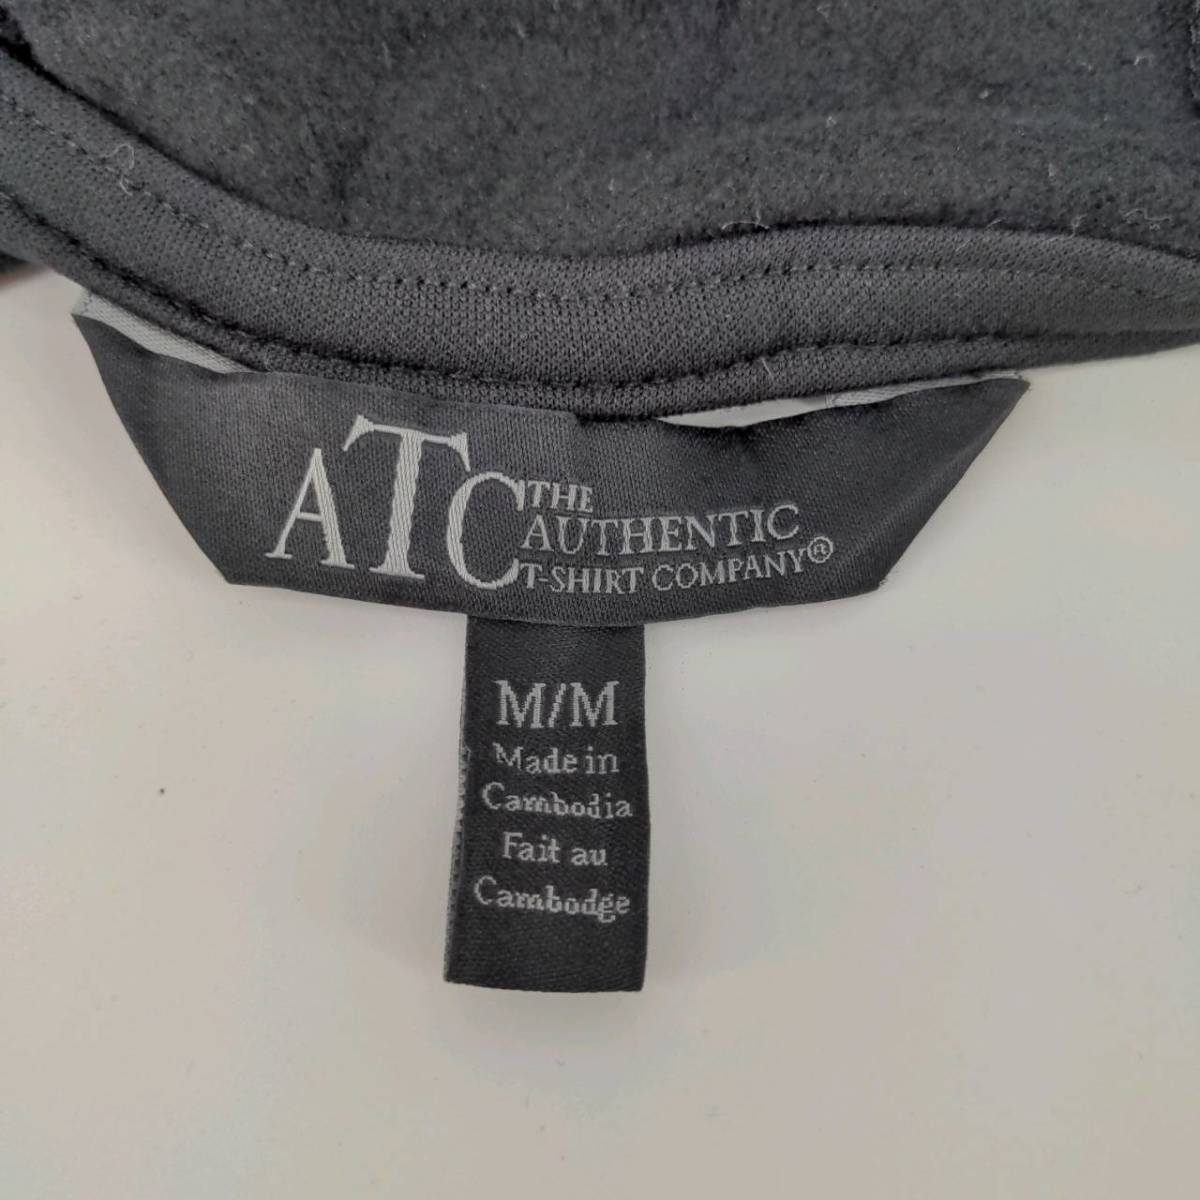 ATC THE
AUTHENTIC
T-SHIRT COMPANY®
M/M
Made in
Cambodia
Fait au
Cambodge